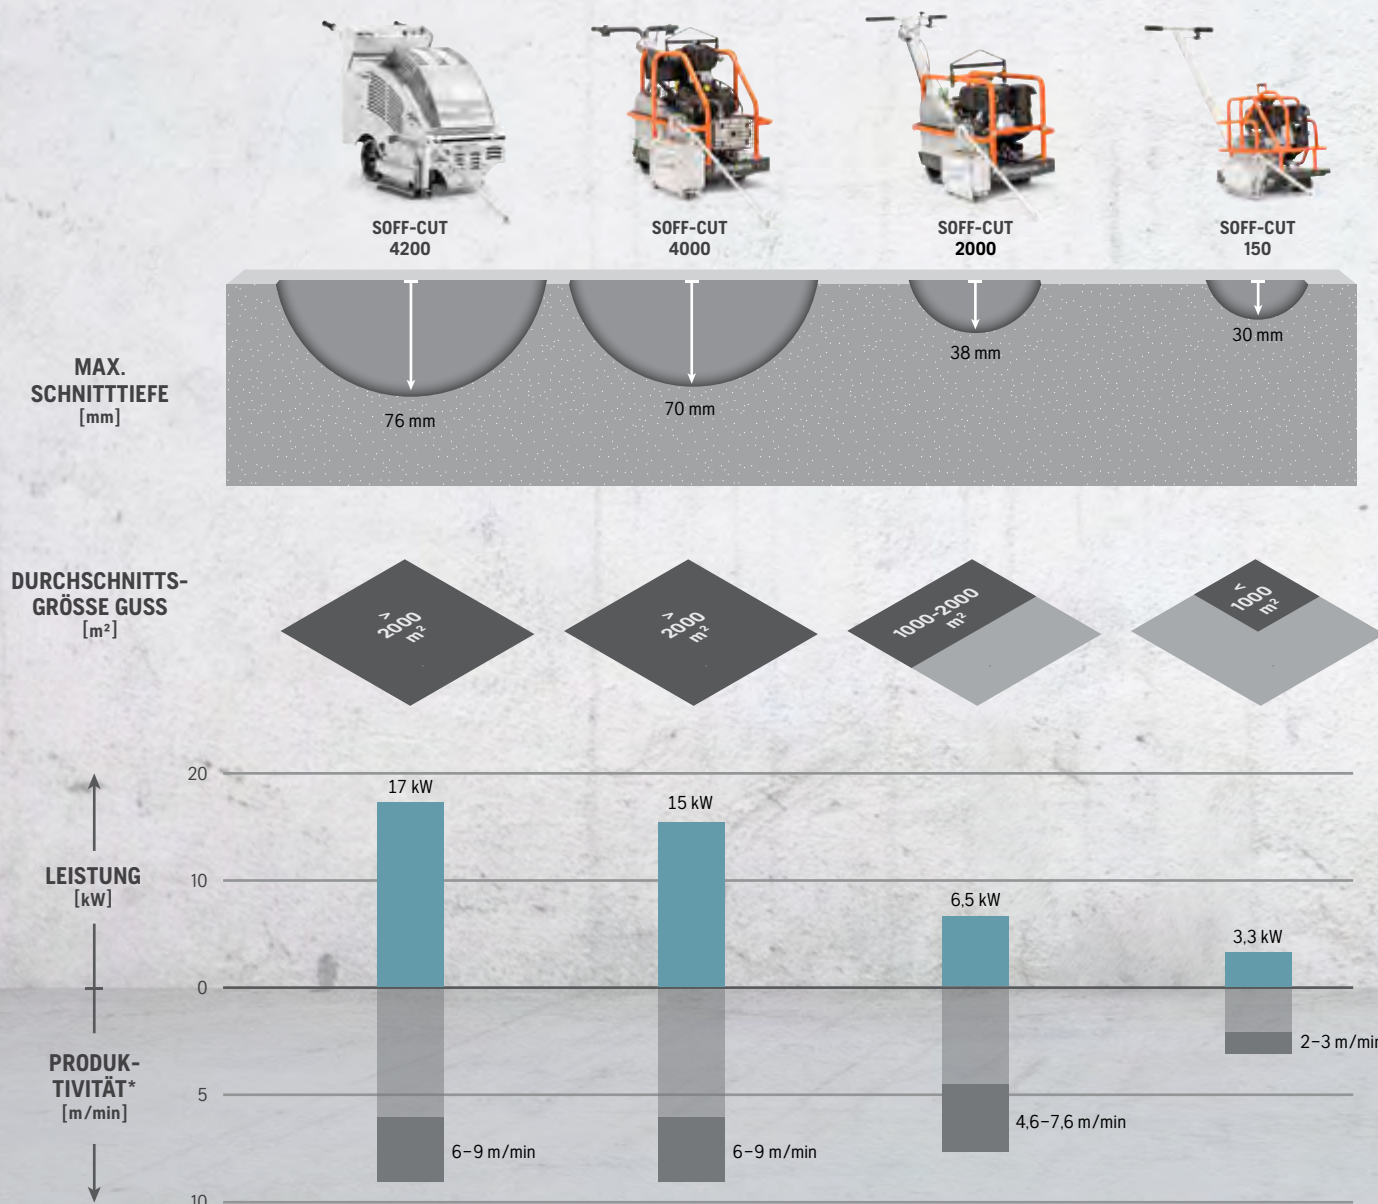 SOFF-CUT
4200
SOFF-CUT
4000
SOFF-CUT
2000
SOFF-CUT
150
MAX.
SCHNITTTIEFE
[mm]
76 mm
70 mm
38 mm
30 mm
DURCHSCHNITTS-
GRÖSSE GUSS
[m²]
>
2000
m²
>
2000
m²
1000-2000
m²
<
1000
m²
LEISTUNG
[kW]
20
10
0
17 kW
15 kW
6,5 kW
3,3 kW
PRODUK-
TIVITÄT*
[m/min]
5
10
6–9 m/min
6–9 m/min
4,6–7,6 m/min
2–3 m/min